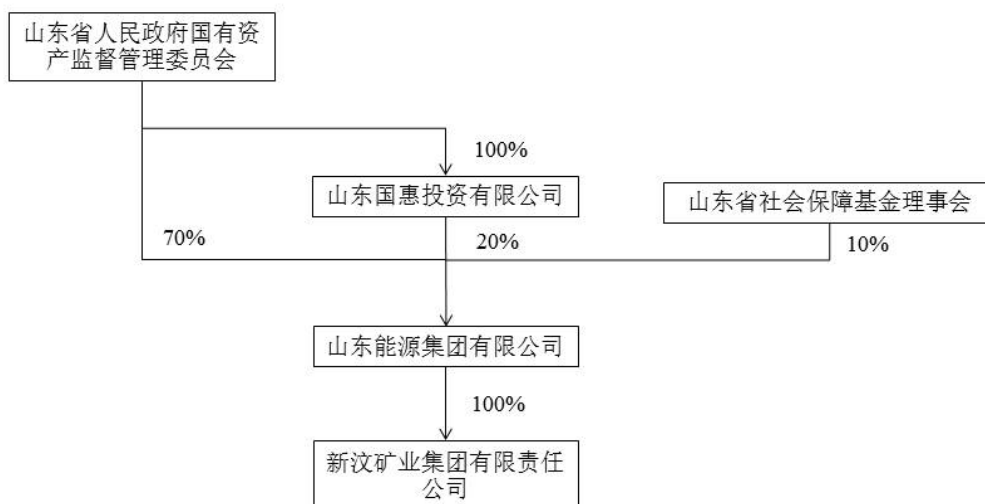 山东省人民政府国有资
产监督管理委员会
100%
山东国惠投资有限公司
山东省社会保障基金理事会
70%
20%
10%
山东能源集团有限公司
100%
新汶矿业集团有限责任
公司